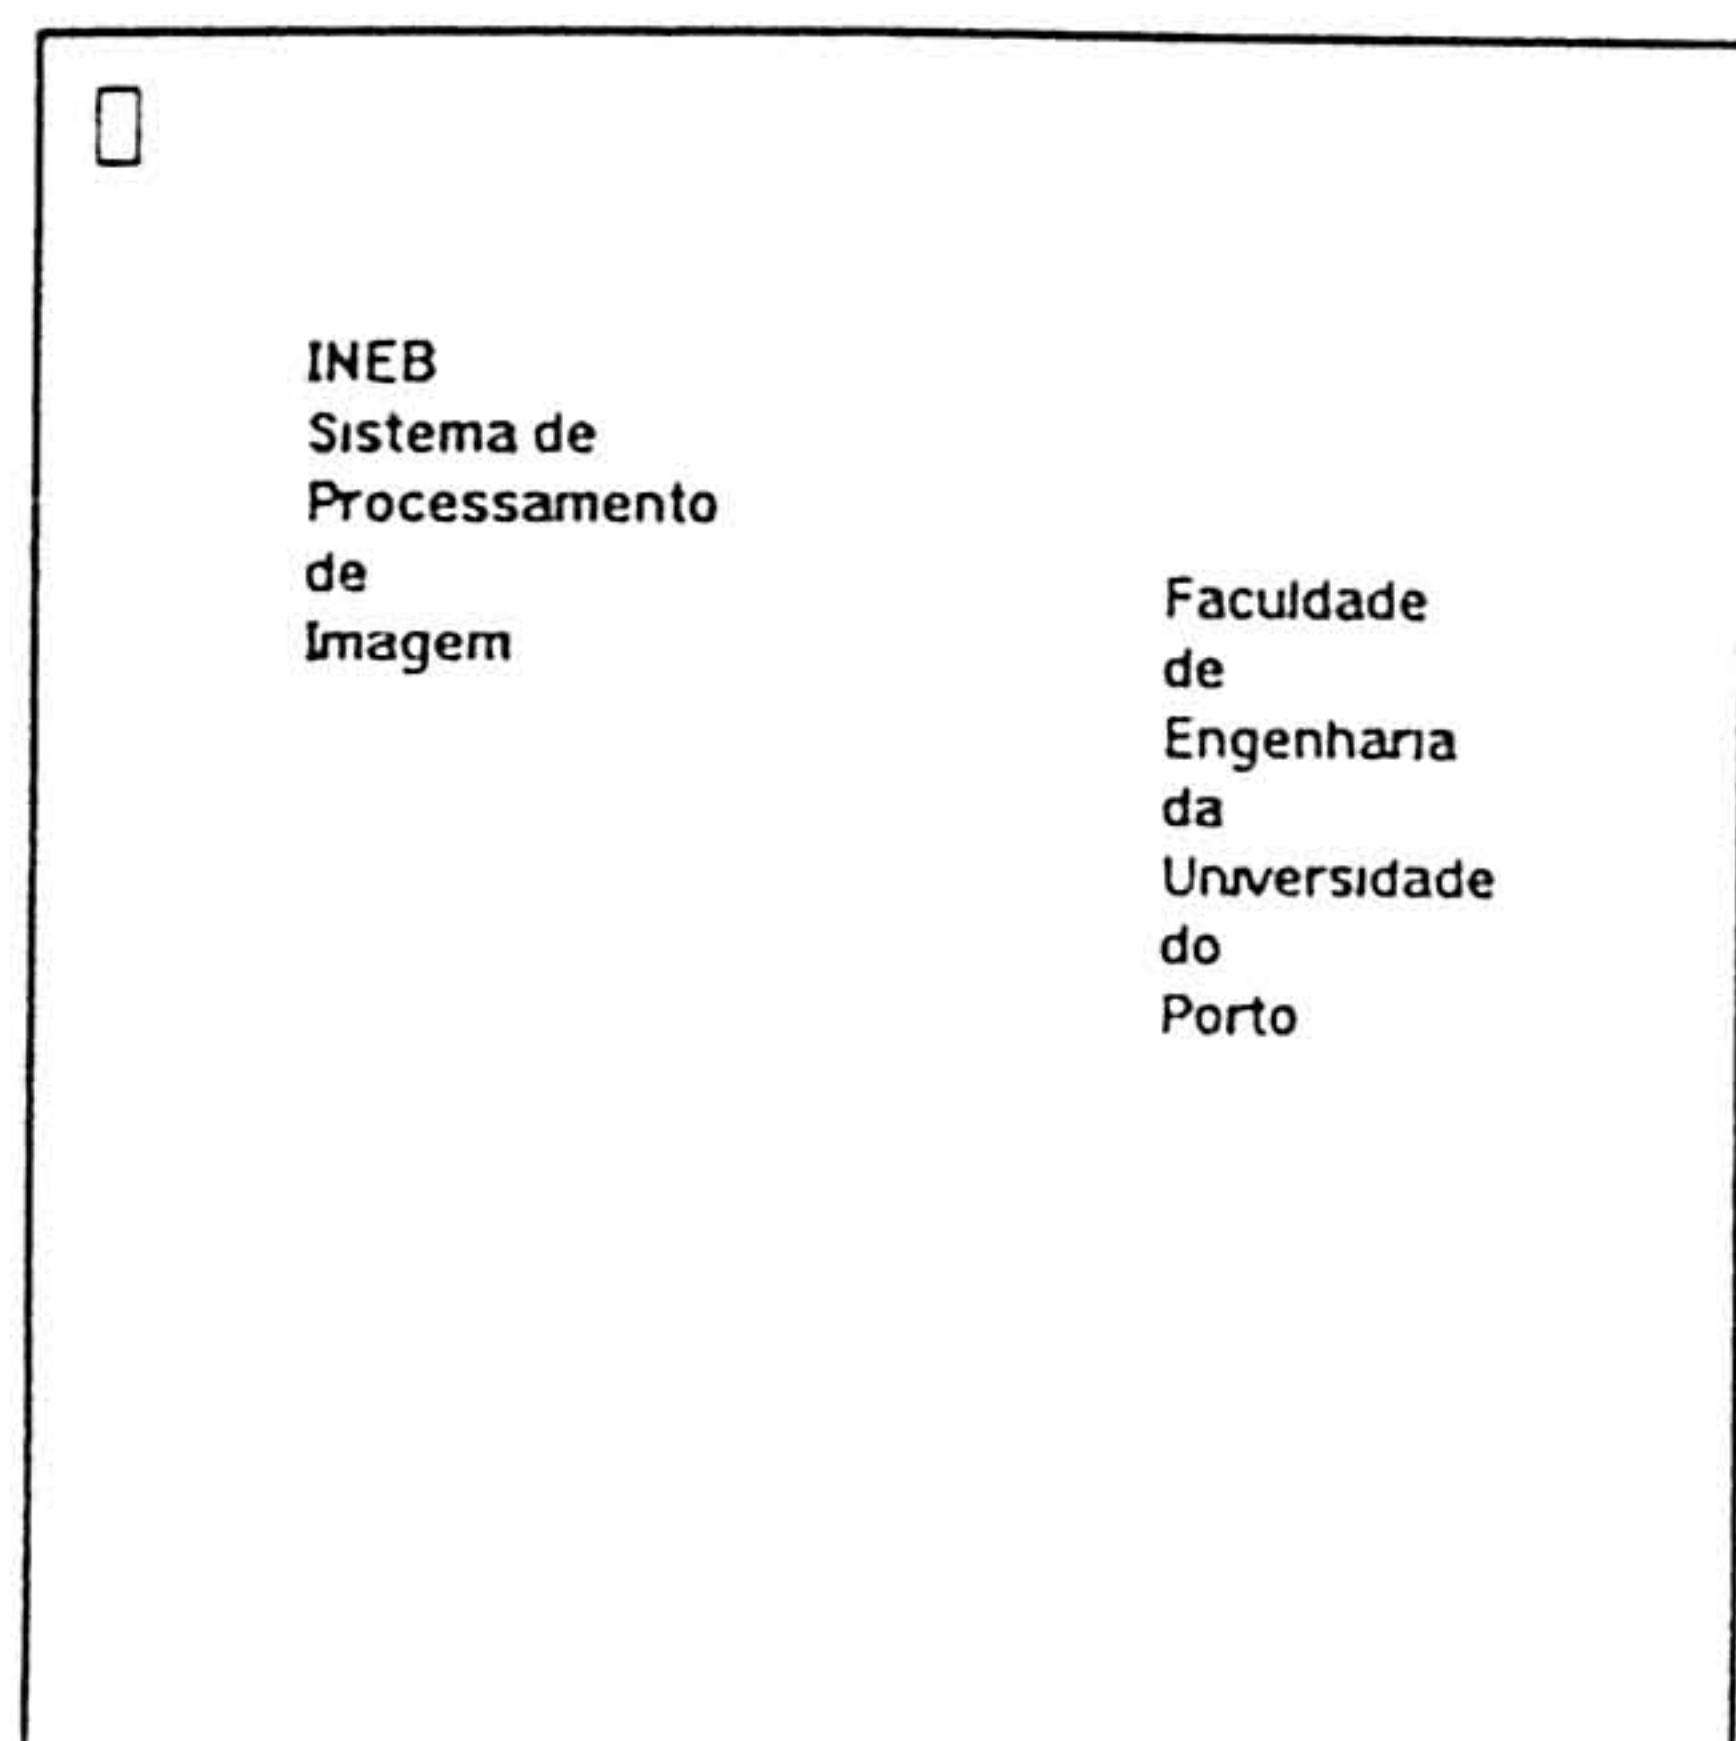 INEB
Sistema de
Processamento
de
Imagem
Faculdade
de
Engenharia
da
Universidade
do
Porto